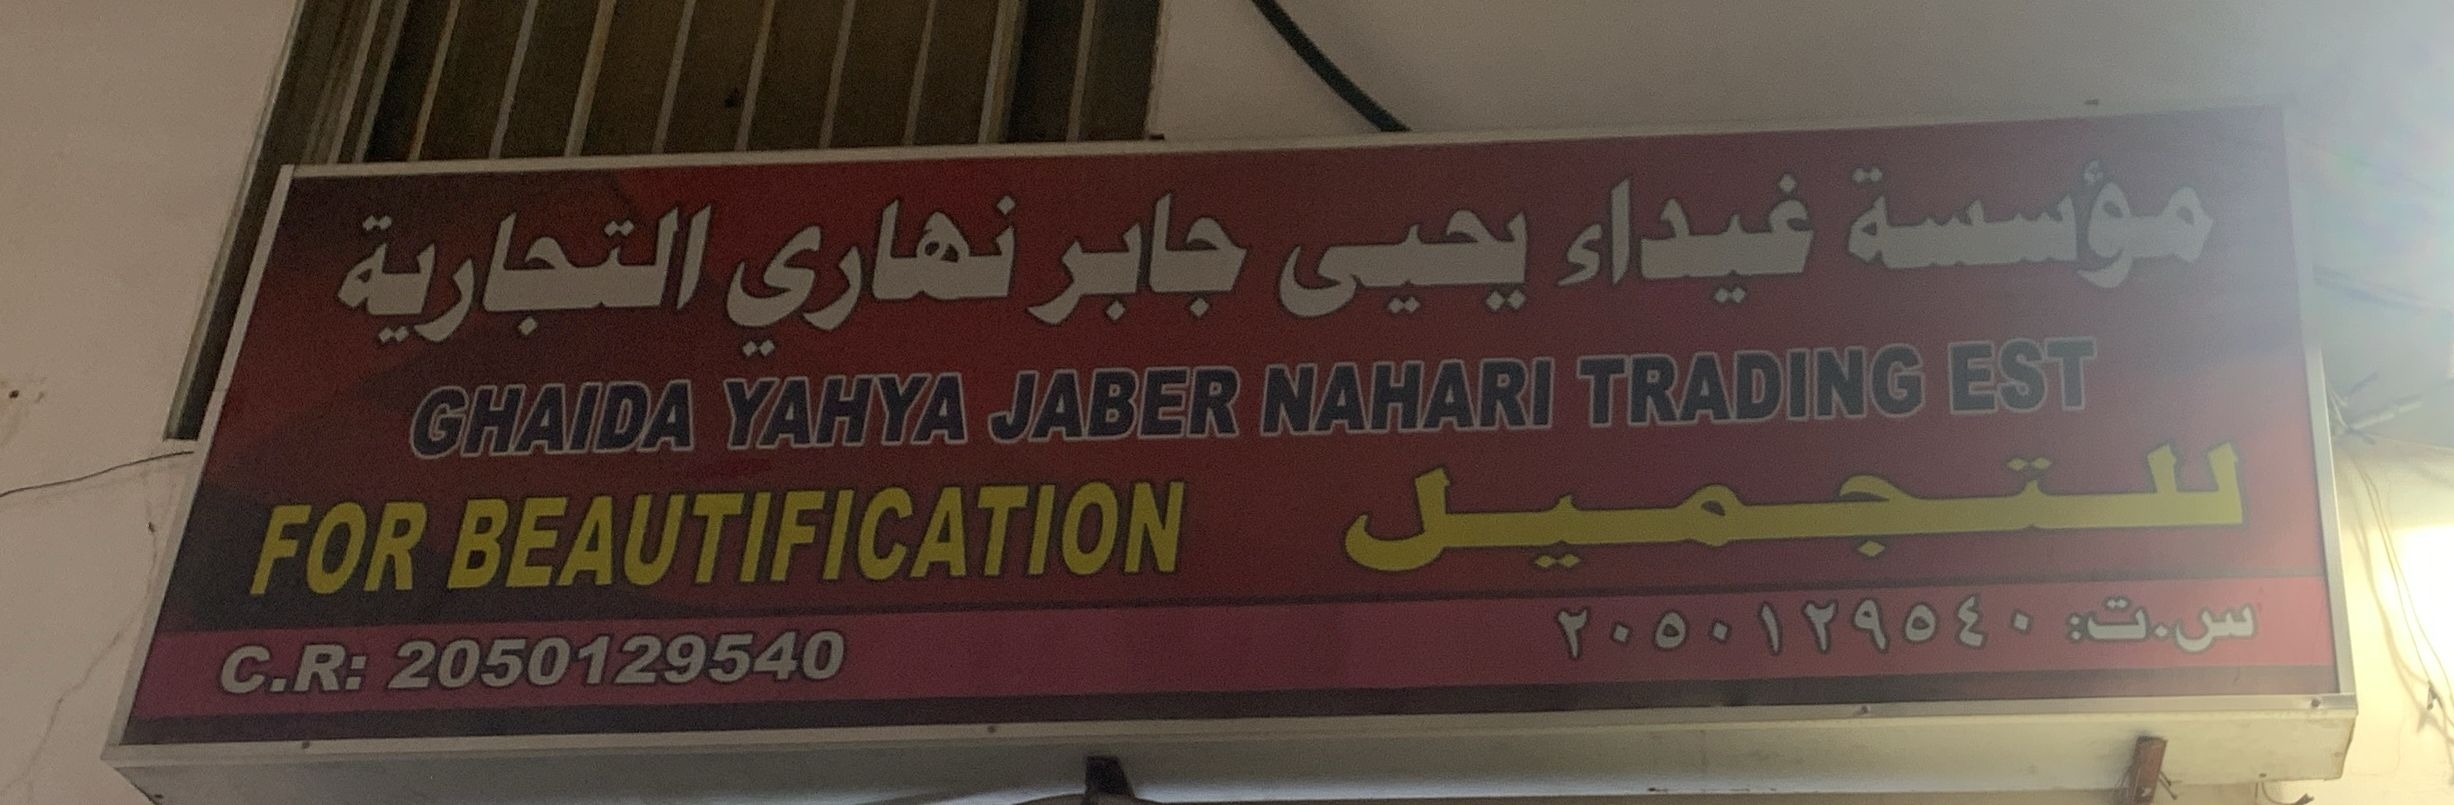 مؤسسة غيداء يحيى جابر نهاري التجارية
GHAIDA YAHYA JABER NAHARI TRADING EST
للتجميل
FOR BEAUTIFICATION
س.ت: ٢٠٥٠١٢٩٥٤٠
C.R: 2050129540